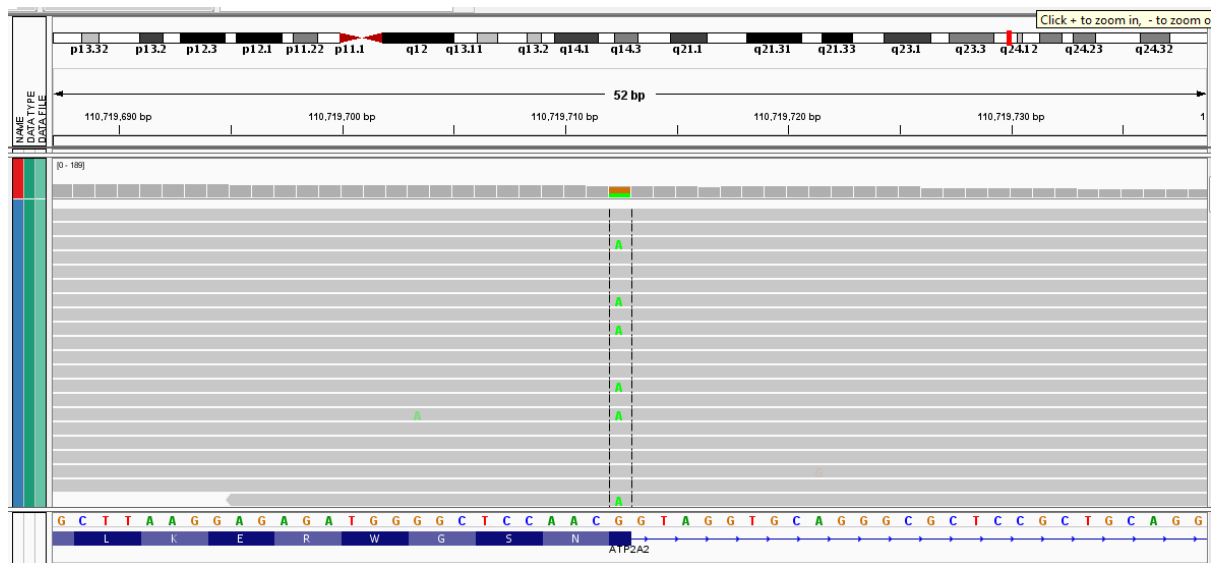 Click + to zoom in, - to zoom o
p13.32 p13.2 p12.3 p12.1 p11.22 p11.1 q12 q13.11 q13.2 q14.1 q14.3 q21.1 q21.31 q21.33 q23.1 q23.3 q24.12 q24.23 q24.32
NAME
DATA TYPE
DATA FILE
52 bp
110,719,690 bp 110,719,700 bp 110,719,710 bp 110,719,720 bp 110,719,730 bp 1
[0 - 189]
A
A
A
A
A A
G
A
G C T T A A G G A G A G A T G G G G C T C C A A C G G T A G G T G C A G G G C G C T C C G C T G C A G G
L K E R W G S N
ATP2A2